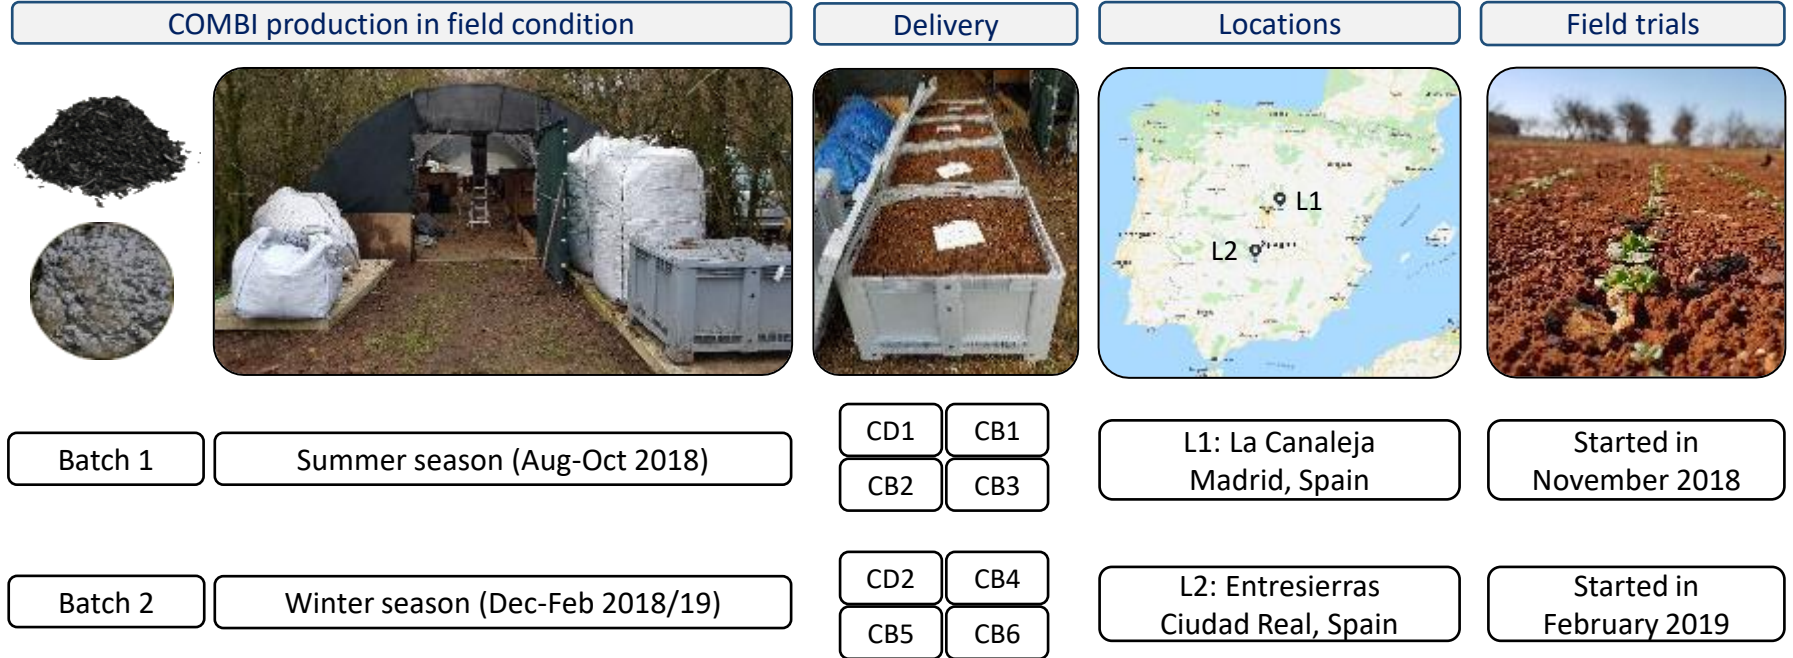 COMBI production in field condition
Delivery
Locations
Field trials
L1
L2
Batch 1
Summer season (Aug-Oct 2018)
CD1
CB1
CB2
CB3
L1: La Canaleja
Madrid, Spain
Started in
November 2018
Batch 2
Winter season (Dec-Feb 2018/19)
CD2
CB4
CB5
CB6
L2: Entresierras
Ciudad Real, Spain
Started in
February 2019